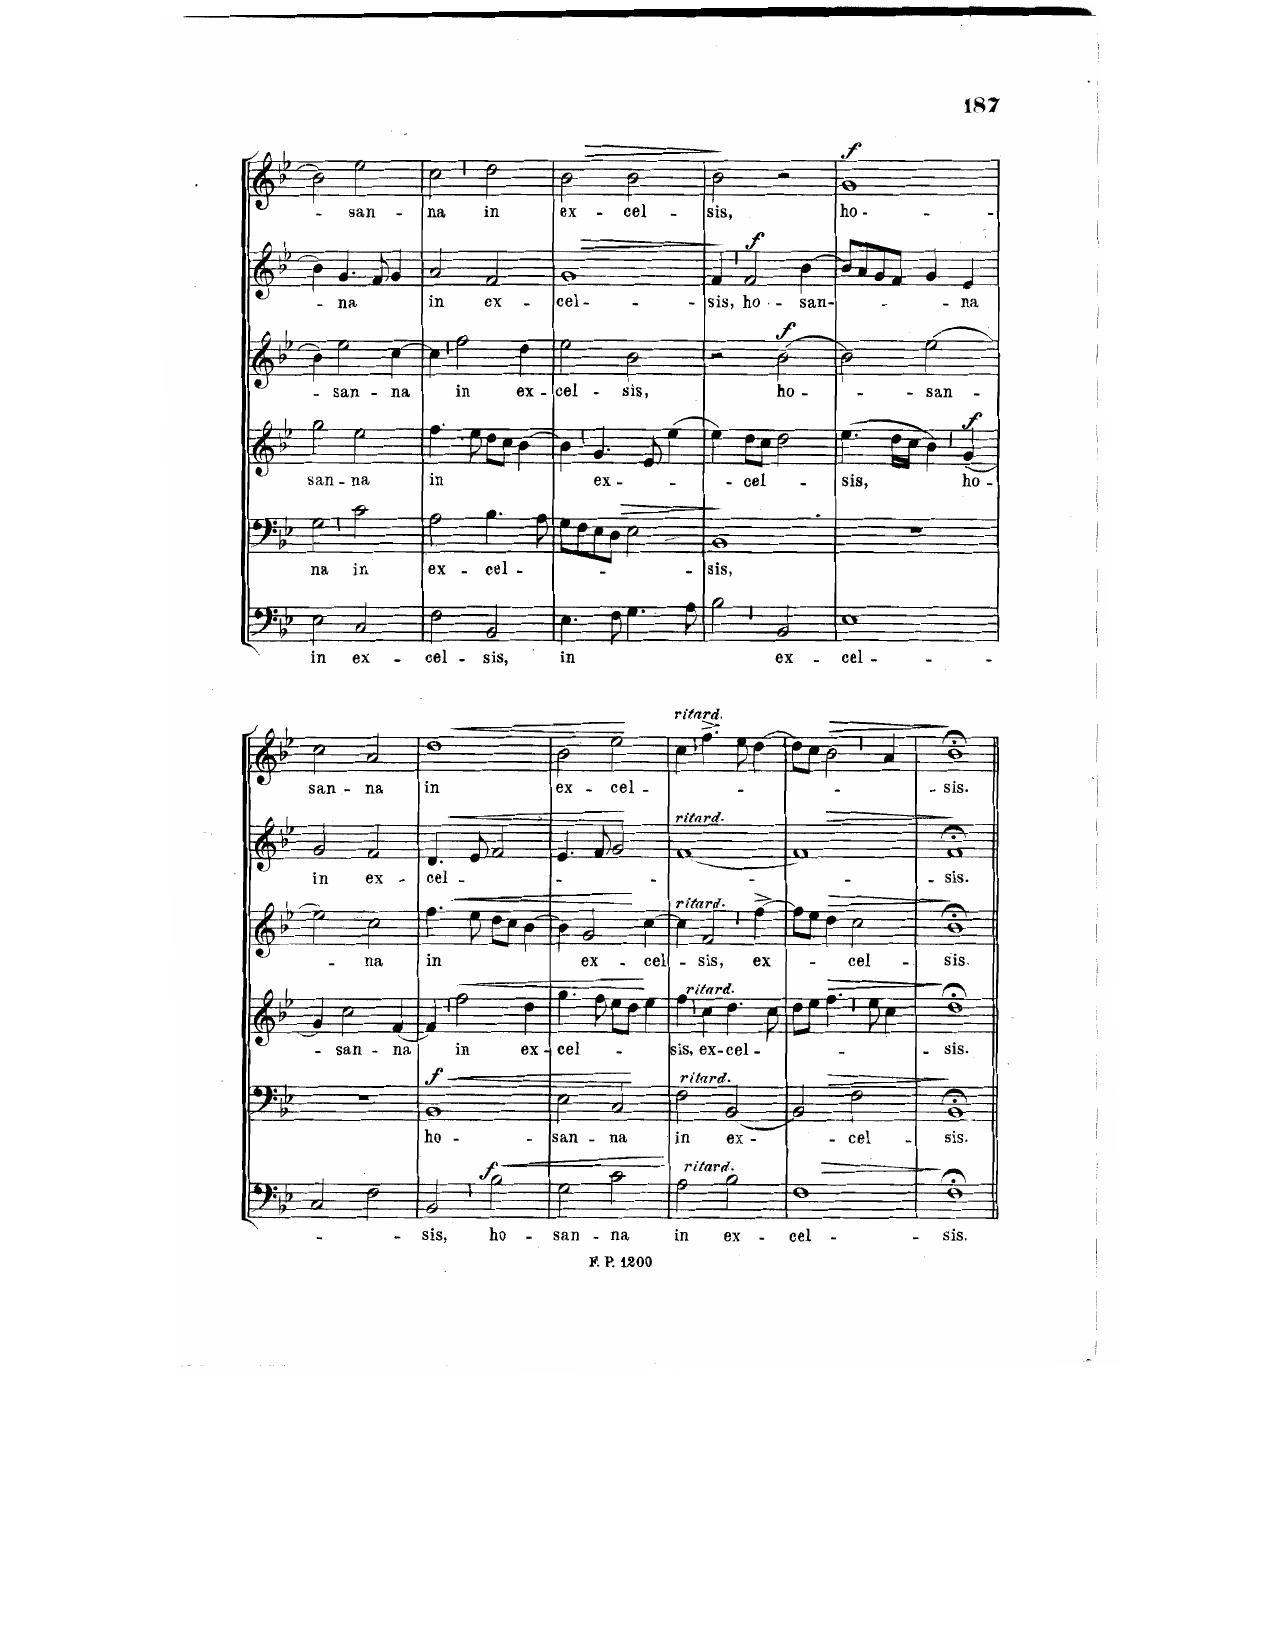 187
f
- san - na in ex - cel - sis, ho - -
f
- na in ex - cel - - - sis, ho - san - - - na
f
- san - na in ex - cel - sis, ho - - - san -
f
san - na in ex - - - cel - sis, ho -
na in ex - cel - - - sis,
in ex - cel - sis, in ex - cel - - -
ritard.
san - na in ex - cel - - - - sis.
ritard.
in ex - cel - - - - - sis.
ritard.
- na in ex - cel - sis, ex - - cel - sis.
ritard.
- san - na in ex - cel - - sis, ex - cel - - - sis.
f ritard.
ho - - san - na in ex - - cel - sis.
f ritard.
- - sis, ho - san - na in ex - cel - - sis.
F. P. 1200